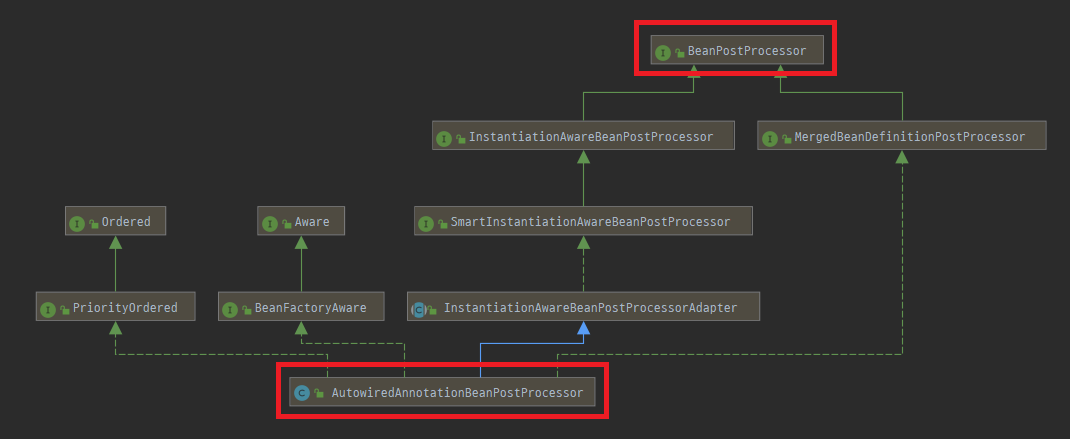 BeanPostProcessor
InstantiationAwareBeanPostProcessor
MergedBeanDefinitionPostProcessor
Ordered
Aware
SmartInstantiationAwareBeanPostProcessor
PriorityOrdered
BeanFactoryAware
InstantiationAwareBeanPostProcessorAdapter
AutowiredAnnotationBeanPostProcessor